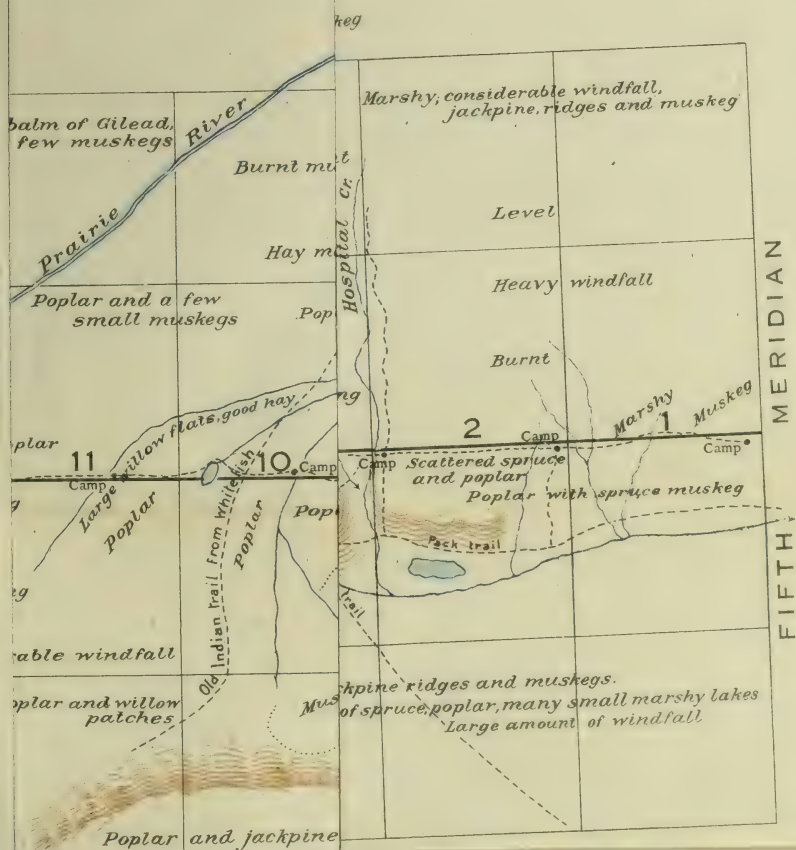 keg
balm of Gilead,
few muskegs
Prairie River
Burnt mu
Hay m
Poplar and a few
small muskegs
Pop
Large willow flats, good hay
plar
11
Camp
Poplar
10
Camp
Old Indian trail from Whitefish
Poplar
Pop
rable windfall
oplar and willow
patches
Mus
Poplar and jackpine
t
Hospital Cr.
Marshy, considerable windfall,
jackpine, ridges and muskeg
Level
Heavy windfall
Burnt
ng
Marshy
Muskeg
2
Camp
1
Camp
Camp
Scattered spruce
and poplar
Poplar with spruce muskeg
Pack trail
trail
kpine ridges and muskegs.
of spruce, poplar, many small marshy lakes
Large amount of windfall
FIFTH MERIDIAN